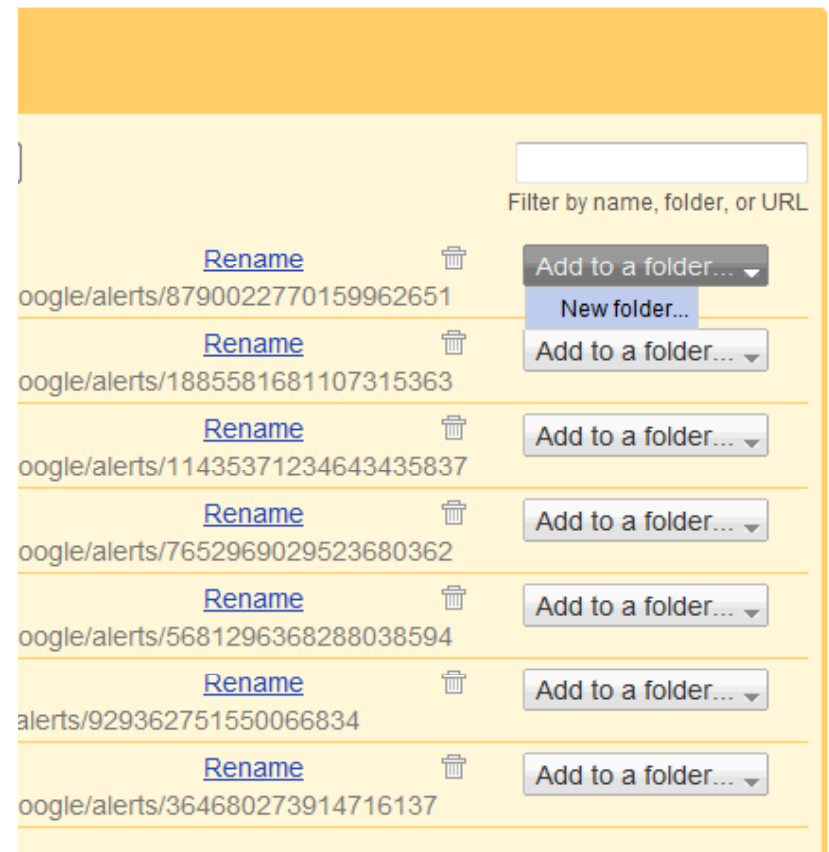 Filter by name, folder, or URL
Rename Add to a folder...
oogle/alerts/8790022770159962651
New folder...
Rename Add to a folder...
oogle/alerts/1885581681107315363
Rename Add to a folder...
oogle/alerts/11435371234643435837
Rename Add to a folder...
oogle/alerts/7652969029523680362
Rename Add to a folder...
oogle/alerts/5681296368288038594
Rename Add to a folder...
alerts/929362751550066834
Rename Add to a folder...
oogle/alerts/364680273914716137